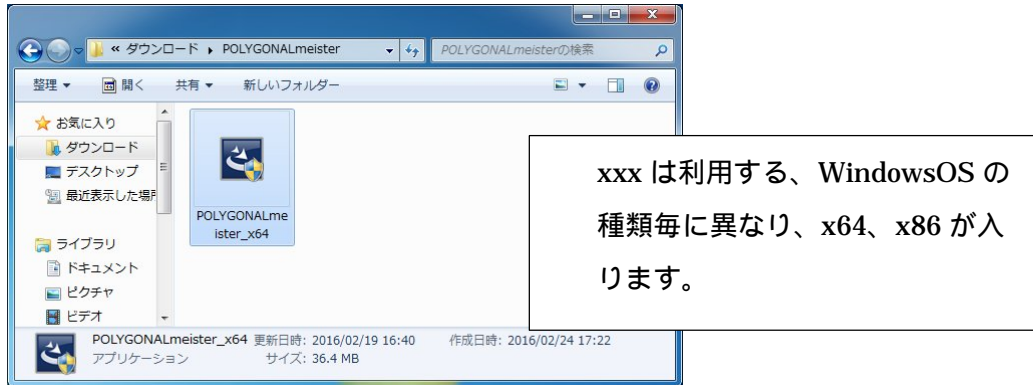 « ダウンロード ▸ POLYGONALmeister
POLYGONALmeisterの検索
整理 ▼ 開く 共有 ▼ 新しいフォルダー
お気に入り
ダウンロード
デスクトップ
最近表示した場所
ライブラリ
ドキュメント
ピクチャ
ビデオ
POLYGONALme
ister_x64
xxx は利用する、WindowsOS の
種類毎に異なり、x64、x86 が入
ります。
POLYGONALmeister_x64 更新日時: 2016/02/19 16:40 作成日時: 2016/02/24 17:22
アプリケーション サイズ: 36.4 MB